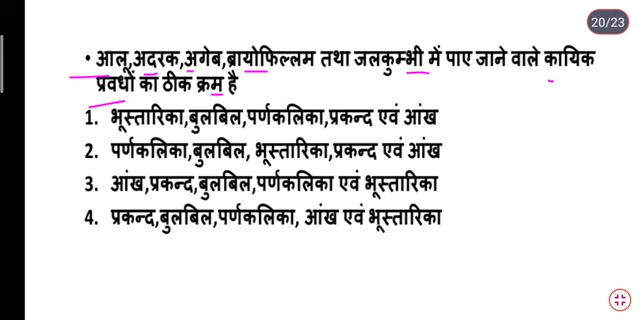 20/23
• आलू,अदरक,अगेब,ब्रायोफिल्लम तथा जलकुम्भी में पाए जाने वाले कायिक
प्रवधों का ठीक क्रम है
1. भूस्तारिका,बुलबिल,पर्णकलिका,प्रकन्द एवं आंख
2. पर्णकलिका,बुलबिल, भूस्तारिका,प्रकन्द एवं आंख
3. आंख,प्रकन्द,बुलबिल,पर्णकलिका एवं भूस्तारिका
4. प्रकन्द,बुलबिल,पर्णकलिका, आंख एवं भूस्तारिका